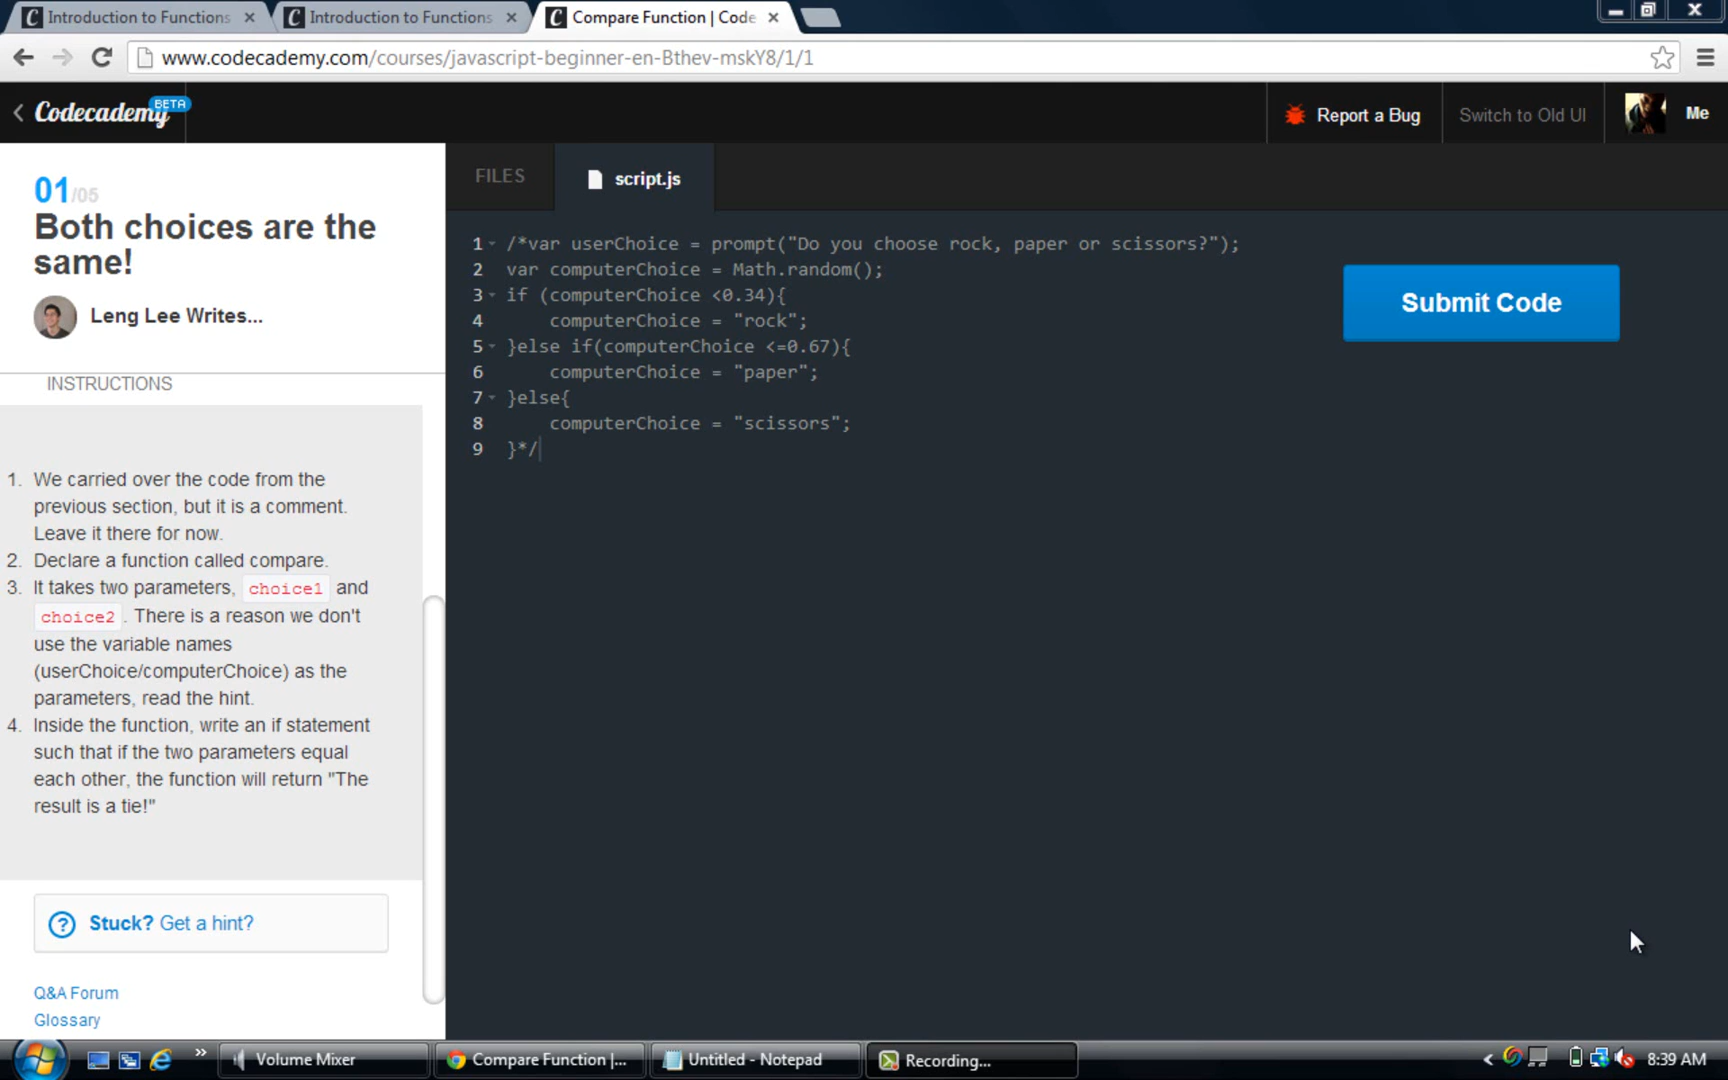 Introduction to Functions
Introduction to Functions
Compare Function | Code
www.codecademy.com/courses/javascript-beginner-en-Bthev-mskY8/1/1
Codecademy BETA
Report a Bug
Switch to Old UI
Me
01/05
Both choices are the
same!
Leng Lee Writes...
INSTRUCTIONS
1. We carried over the code from the
previous section, but it is a comment.
Leave it there for now.
2. Declare a function called compare.
3. It takes two parameters, choice1 and
choice2 . There is a reason we don't
use the variable names
(userChoice/computerChoice) as the
parameters, read the hint.
4. Inside the function, write an if statement
such that if the two parameters equal
each other, the function will return "The
result is a tie!"
? Stuck? Get a hint?
Q&A Forum
Glossary
FILES
script.js
1 /*var userChoice = prompt("Do you choose rock, paper or scissors?");
2 var computerChoice = Math.random();
3 if (computerChoice <0.34){
4 computerChoice = "rock";
5 }else if(computerChoice <=0.67){
6 computerChoice = "paper";
7 }else{
8 computerChoice = "scissors";
9 }*/
Submit Code
Volume Mixer
Compare Function |...
Untitled - Notepad
Recording...
8:39 AM